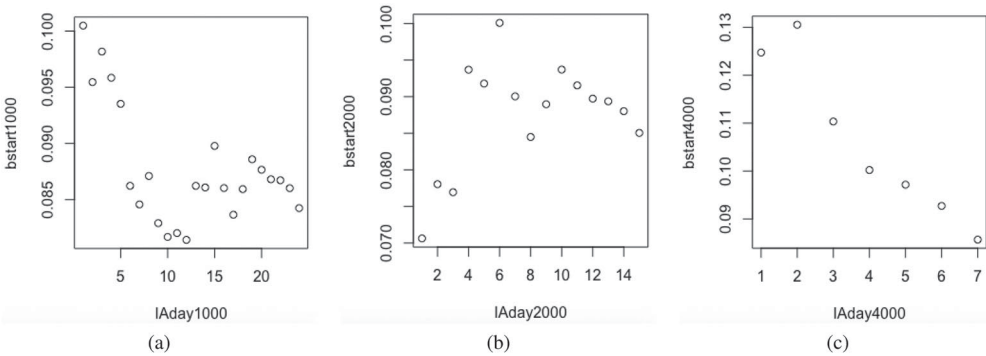 bstart1000
0.100
0.095
0.090
0.085
5 10 15 20
IAday1000
(a)
bstart2000
0.100
0.090
0.080
0.070
2 4 6 8 10 12 14
IAday2000
(b)
bstart4000
0.13
0.12
0.11
0.10
0.09
1 2 3 4 5 6 7
IAday4000
(c)